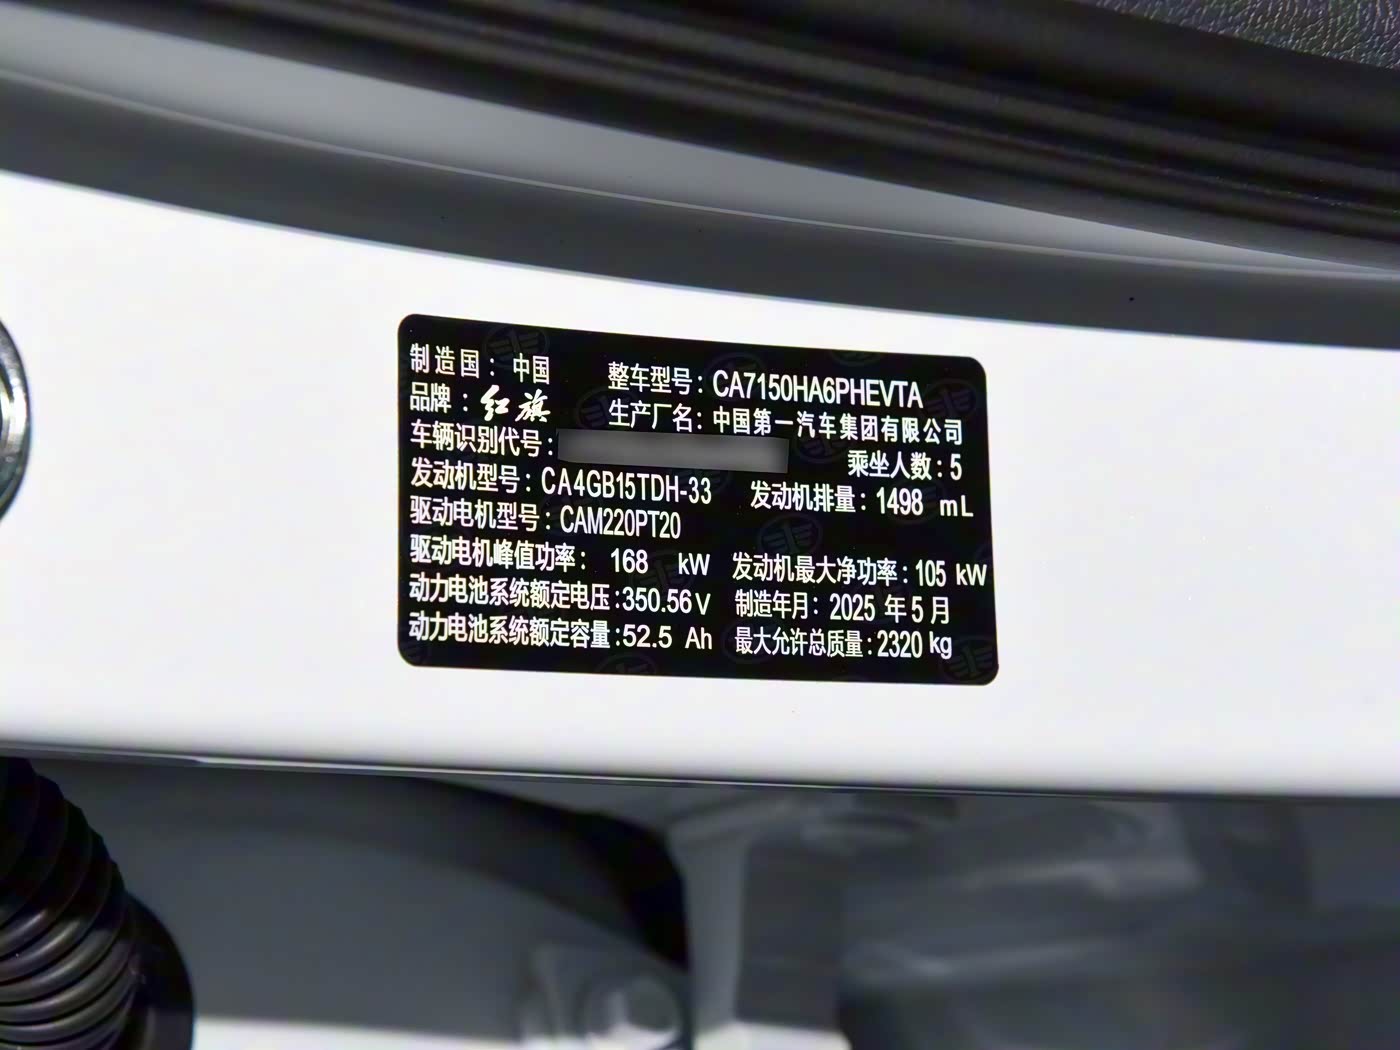 制造国：中国 整车型号：CA7150HA6PHEVTA
品牌：红旗 生产厂名：中国第一汽车集团有限公司
车辆识别代号： 乘坐人数：5
发动机型号：CA4GB15TDH-33 发动机排量：1498 mL
驱动电机型号：CAM220PT20
驱动电机峰值功率：168 kW 发动机最大净功率：105 kW
动力电池系统额定电压：350.56V 制造年月：2025 年 5 月
动力电池系统额定容量：52.5 Ah 最大允许总质量：2320 kg